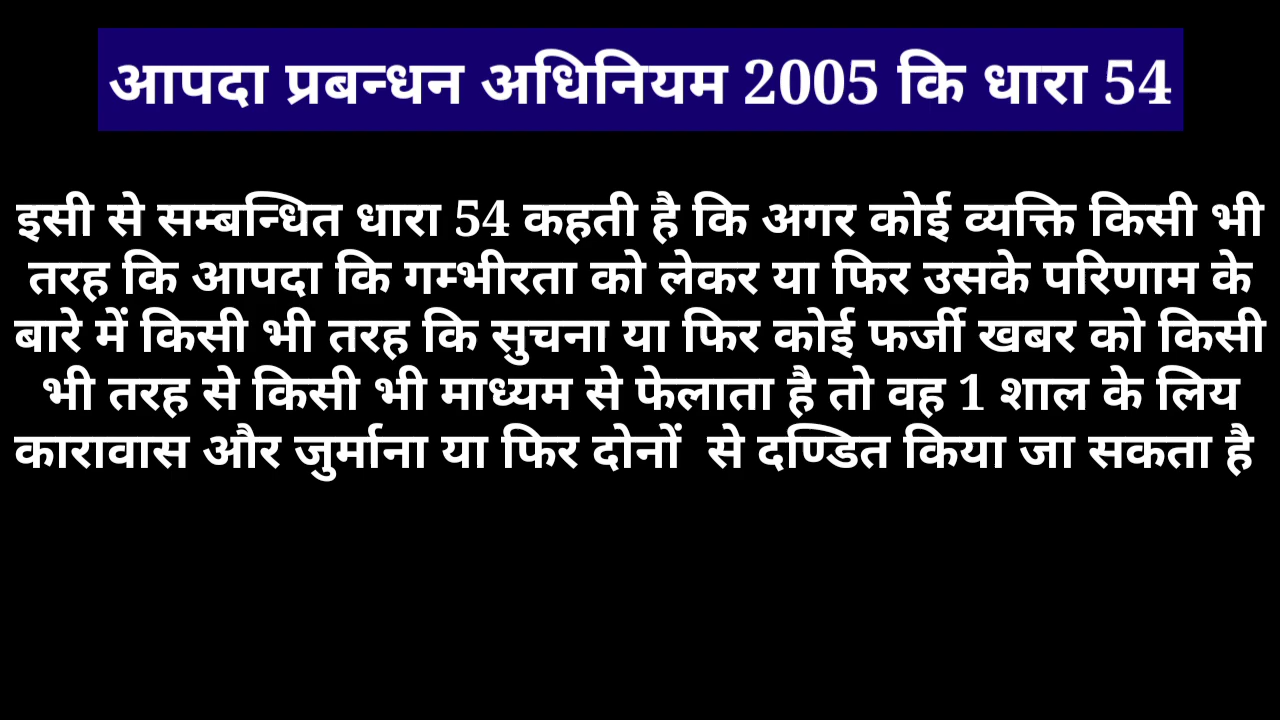 आपदा प्रबन्धन अधिनियम 2005 कि धारा 54
इसी से सम्बन्धित धारा 54 कहती है कि अगर कोई व्यक्ति किसी भी
तरह कि आपदा कि गम्भीरता को लेकर या फिर उसके परिणाम के
बारे में किसी भी तरह कि सुचना या फिर कोई फर्जी खबर को किसी
भी तरह से किसी भी माध्यम से फेलाता है तो वह 1 शाल के लिय
कारावास और जुर्माना या फिर दोनों से दण्डित किया जा सकता है